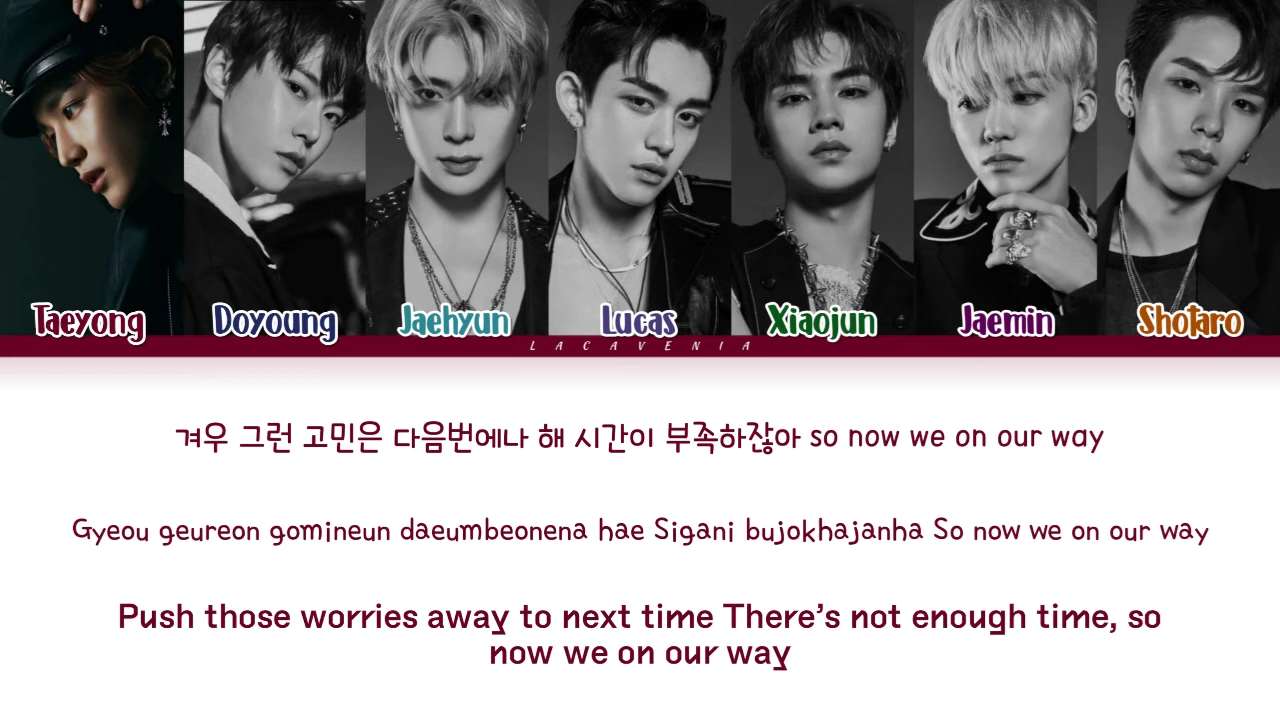 Taeyong Doyoung Jaehyun Lucas Xiaojun Jaemin Shotaro
LACAVENIA
겨우 그런 고민은 다음번에나 해 시간이 부족하잖아 so now we on our way
Gyeou geureon gomineun daeumbeonena hae Sigani bujokhajanha So now we on our way
Push those worries away to next time There’s not enough time, so
now we on our way